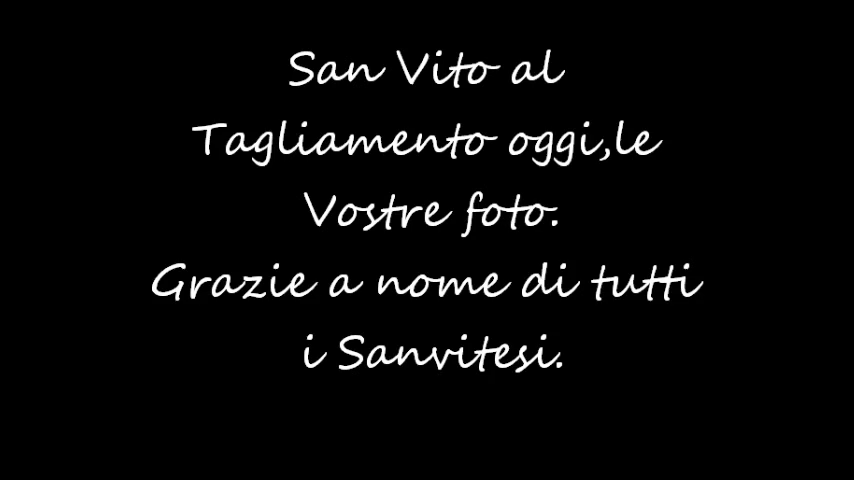 San Vito al
Tagliamento oggi,le
Vostre foto.
Grazie a nome di tutti
i Sanvitesi.